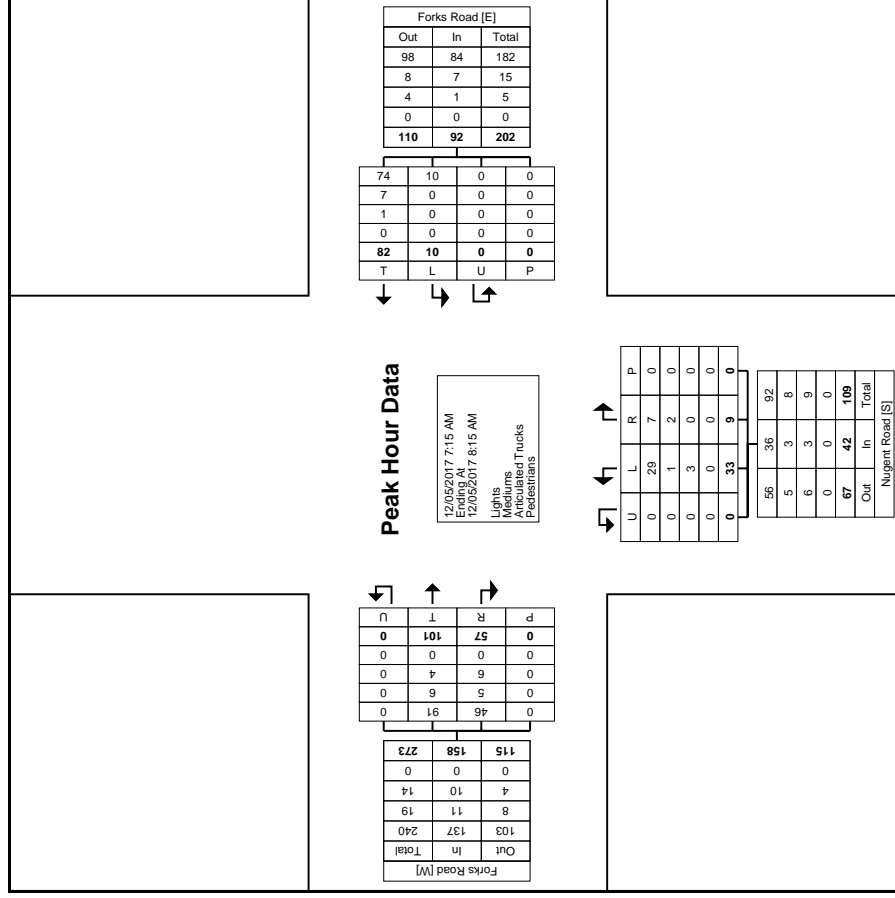 Forks Road [E]
Out In Total
98 84 182
8 7 15
4 1 5
0 0 0
110 92 202
74 10 0 0
7 0 0 0
1 0 0 0
0 0 0 0
82 10 0 0
T L U P
Peak Hour Data
12/05/2017 7:15 AM
Ending At
12/05/2017 8:15 AM
Lights
Mediums
Articulated Trucks
Pedestrians
U L R P
0 29 7 0
0 1 2 0
0 3 0 0
0 0 0 0
0 33 9 0
56 36 92
5 3 8
6 3 9
0 0 0
67 42 109
Out In Total
Nugent Road [S]
Forks Road [W]
Out In Total
103 137 240
8 11 19
4 10 14
0 0 0
115 158 273
0 46 91 0
0 5 6 0
0 6 4 0
0 0 0 0
0 57 101 0
P R T U